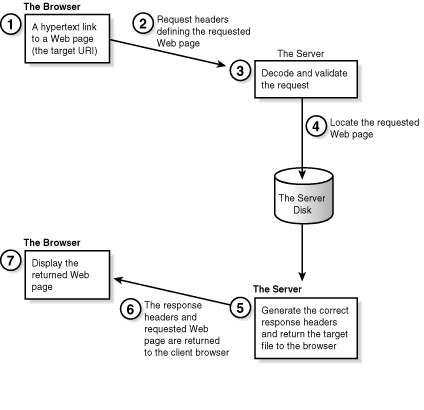 The Browser
1
A hypertext link
to a Web page
(the target URI)
2
Request headers
defining the requested
Web page
The Server
3
Decode and validate
the request
4
Locate the requested
Web page
The Server
Disk
The Server
5
Generate the correct
response headers
and return the target
file to the browser
6
The response
headers and
requested Web
page are returned
to the client browser
The Browser
7
Display the
returned Web
page